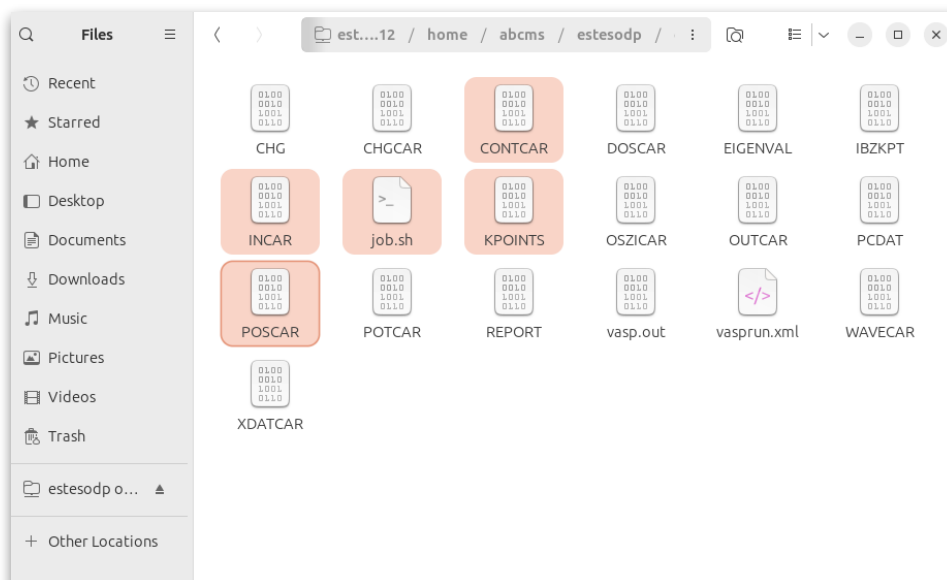 Files
est....12 / home / abcms / estesodp /
Recent
Starred
Home
Desktop
Documents
Downloads
Music
Pictures
Videos
Trash
estesodp o...
Other Locations
CHG CHGCAR CONTCAR DOSCAR EIGENVAL IBZKPT
INCAR job.sh KPOINTS OSZICAR OUTCAR PCDAT
POSCAR POTCAR REPORT vasp.out vasprun.xml WAVECAR
XDATCAR